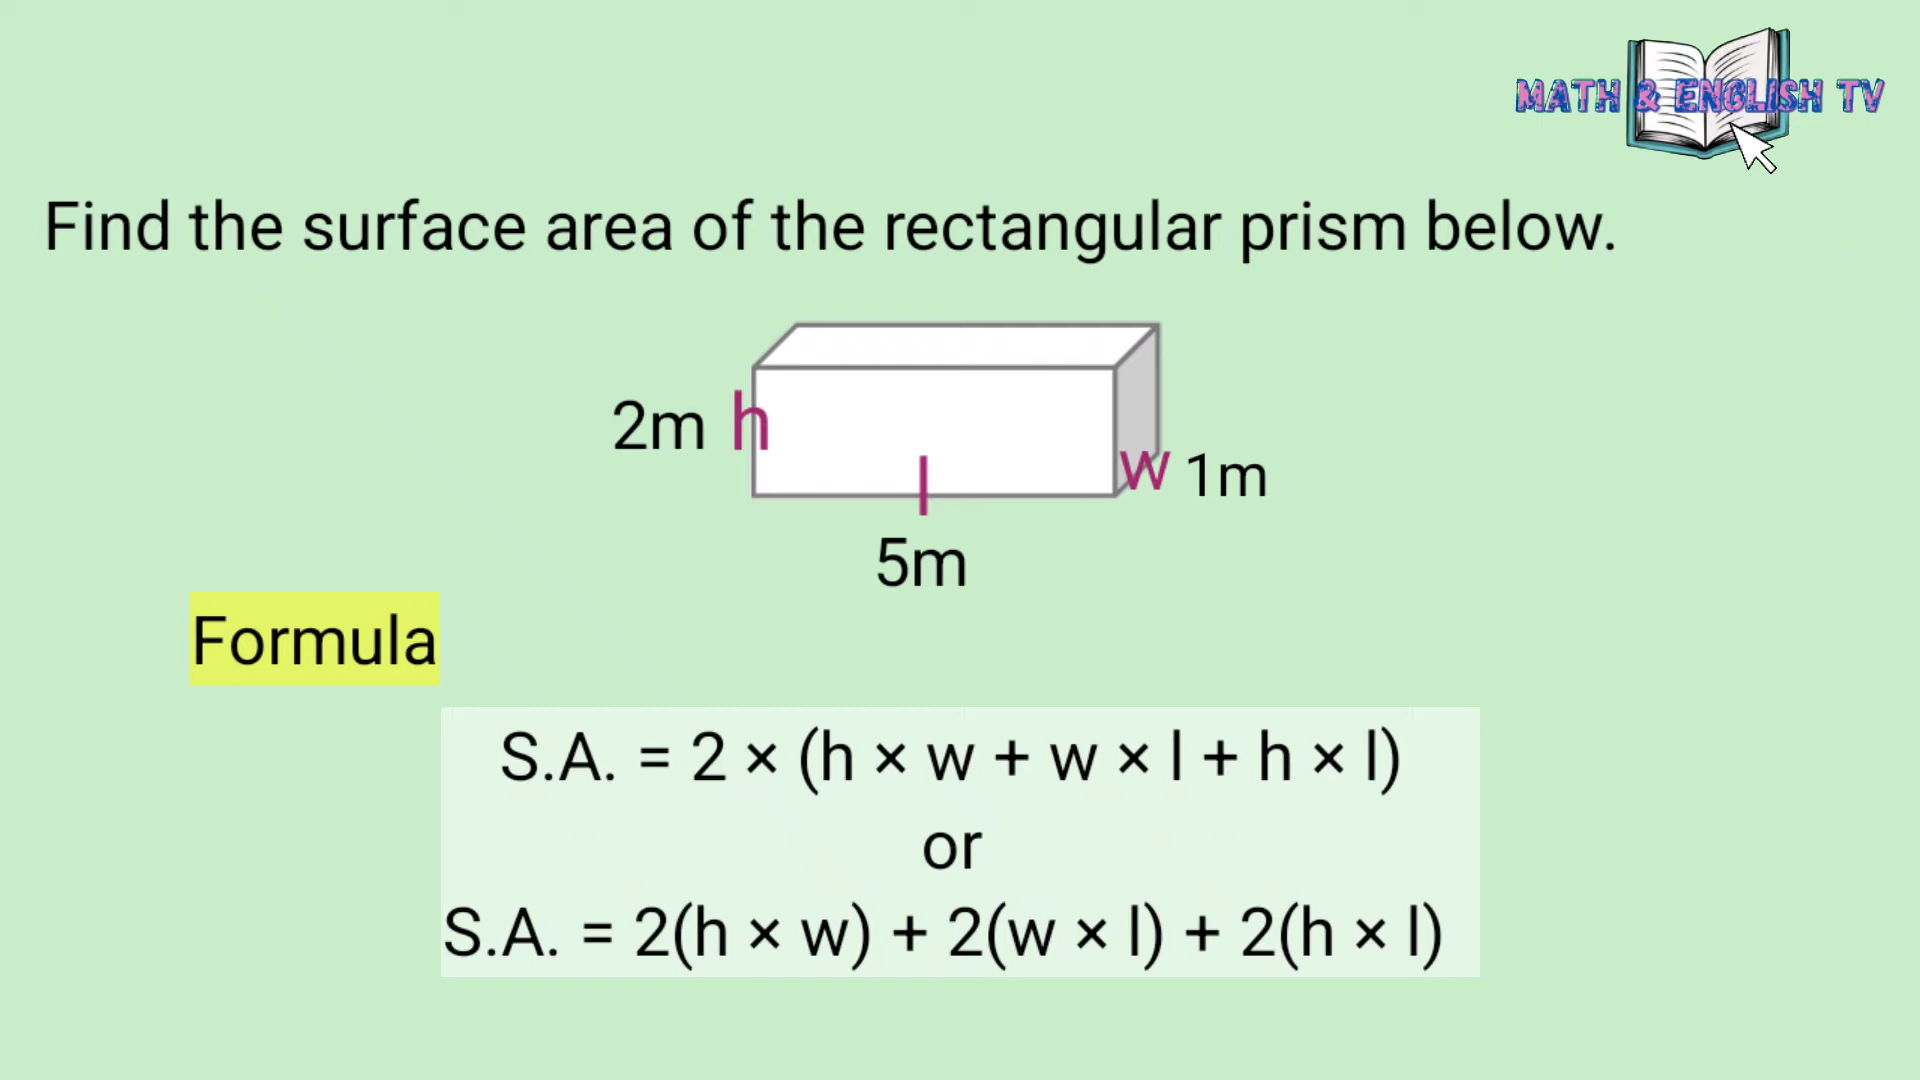 MATH & ENGLISH TV
Find the surface area of the rectangular prism below.
2m h
l
w 1m
5m
Formula
S.A. = 2 × (h × w + w × l + h × l)
or
S.A. = 2(h × w) + 2(w × l) + 2(h × l)